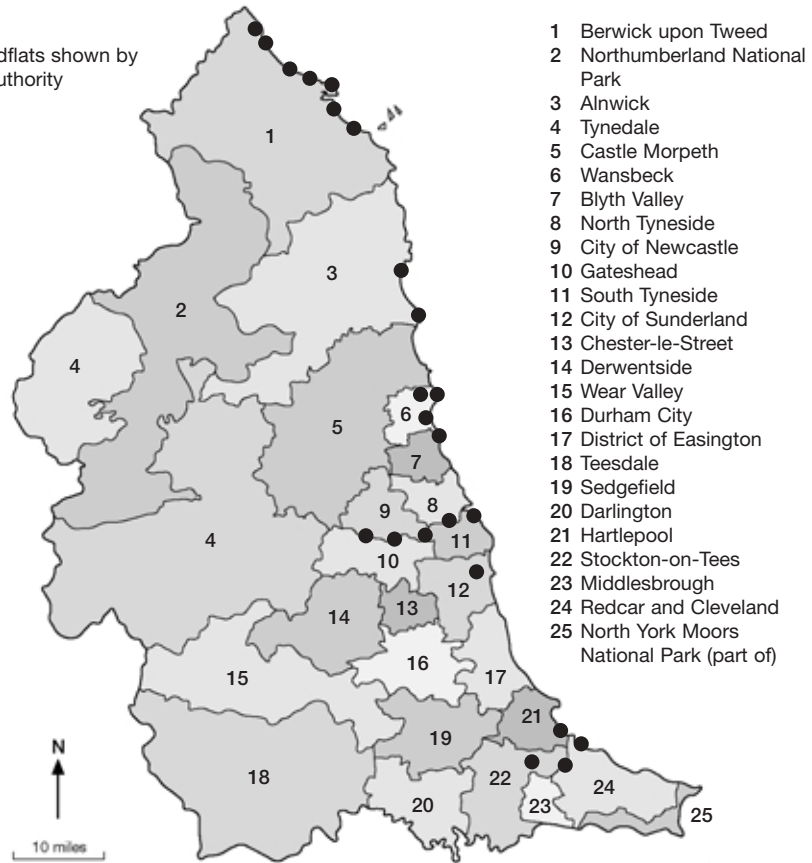 dflats shown by
uthority
1 Berwick upon Tweed
2 Northumberland National
Park
3 Alnwick
4 Tynedale
5 Castle Morpeth
6 Wansbeck
7 Blyth Valley
8 North Tyneside
9 City of Newcastle
10 Gateshead
11 South Tyneside
12 City of Sunderland
13 Chester-le-Street
14 Derwentside
15 Wear Valley
16 Durham City
17 District of Easington
18 Teesdale
19 Sedgefield
20 Darlington
21 Hartlepool
22 Stockton-on-Tees
23 Middlesbrough
24 Redcar and Cleveland
25 North York Moors
National Park (part of)
1
3
2
4
6
5
7
8
9
11
4
10
12
13
14
16
15
17
21
19
N
18
22
24
20
23
25
10 miles